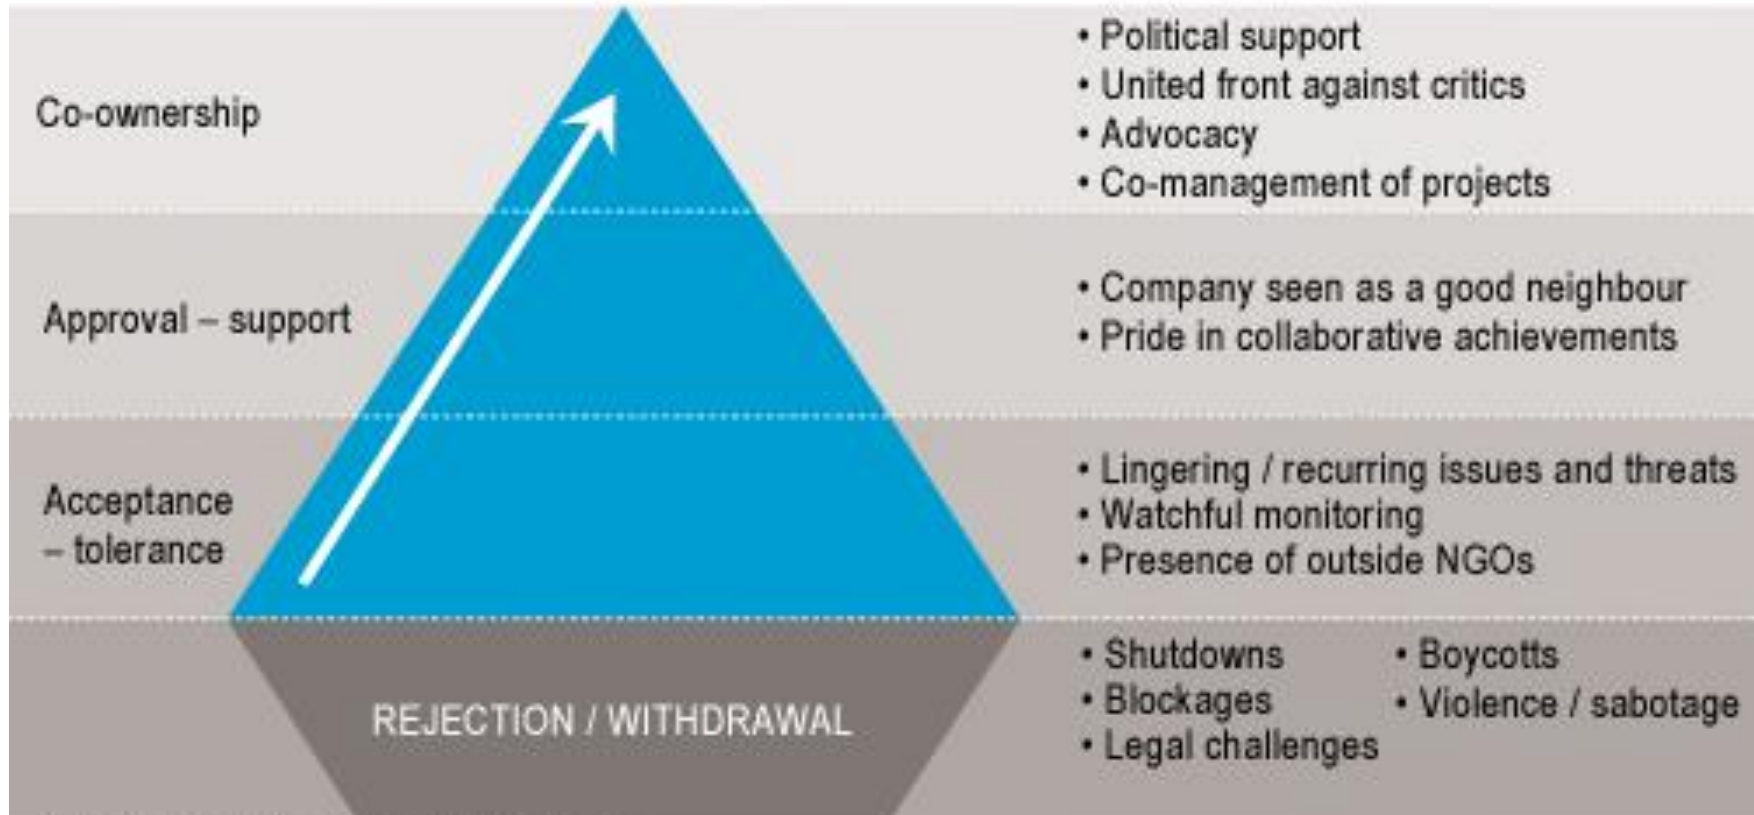 Co-ownership
• Political support
• United front against critics
• Advocacy
• Co-management of projects
Approval – support
• Company seen as a good neighbour
• Pride in collaborative achievements
Acceptance
– tolerance
• Lingering / recurring issues and threats
• Watchful monitoring
• Presence of outside NGOs
REJECTION / WITHDRAWAL
• Shutdowns
• Blockages
• Legal challenges
• Boycotts
• Violence / sabotage